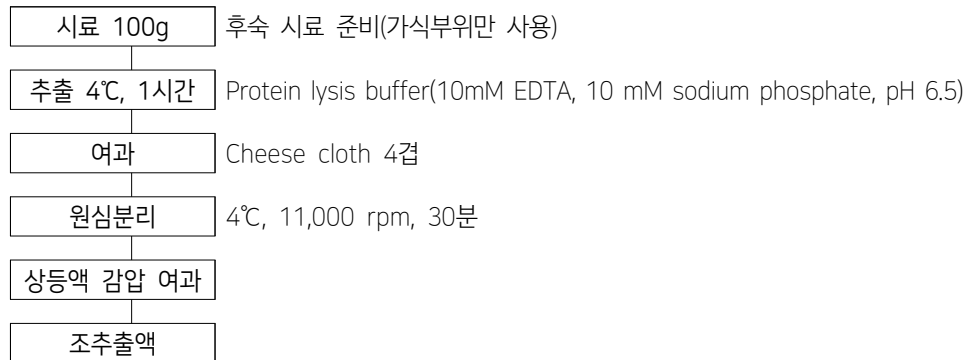 시료 100g 후숙 시료 준비(가식부위만 사용)
추출 4℃, 1시간 Protein lysis buffer(10mM EDTA, 10 mM sodium phosphate, pH 6.5)
여과 Cheese cloth 4겹
원심분리 4℃, 11,000 rpm, 30분
상등액 감압 여과
조추출액